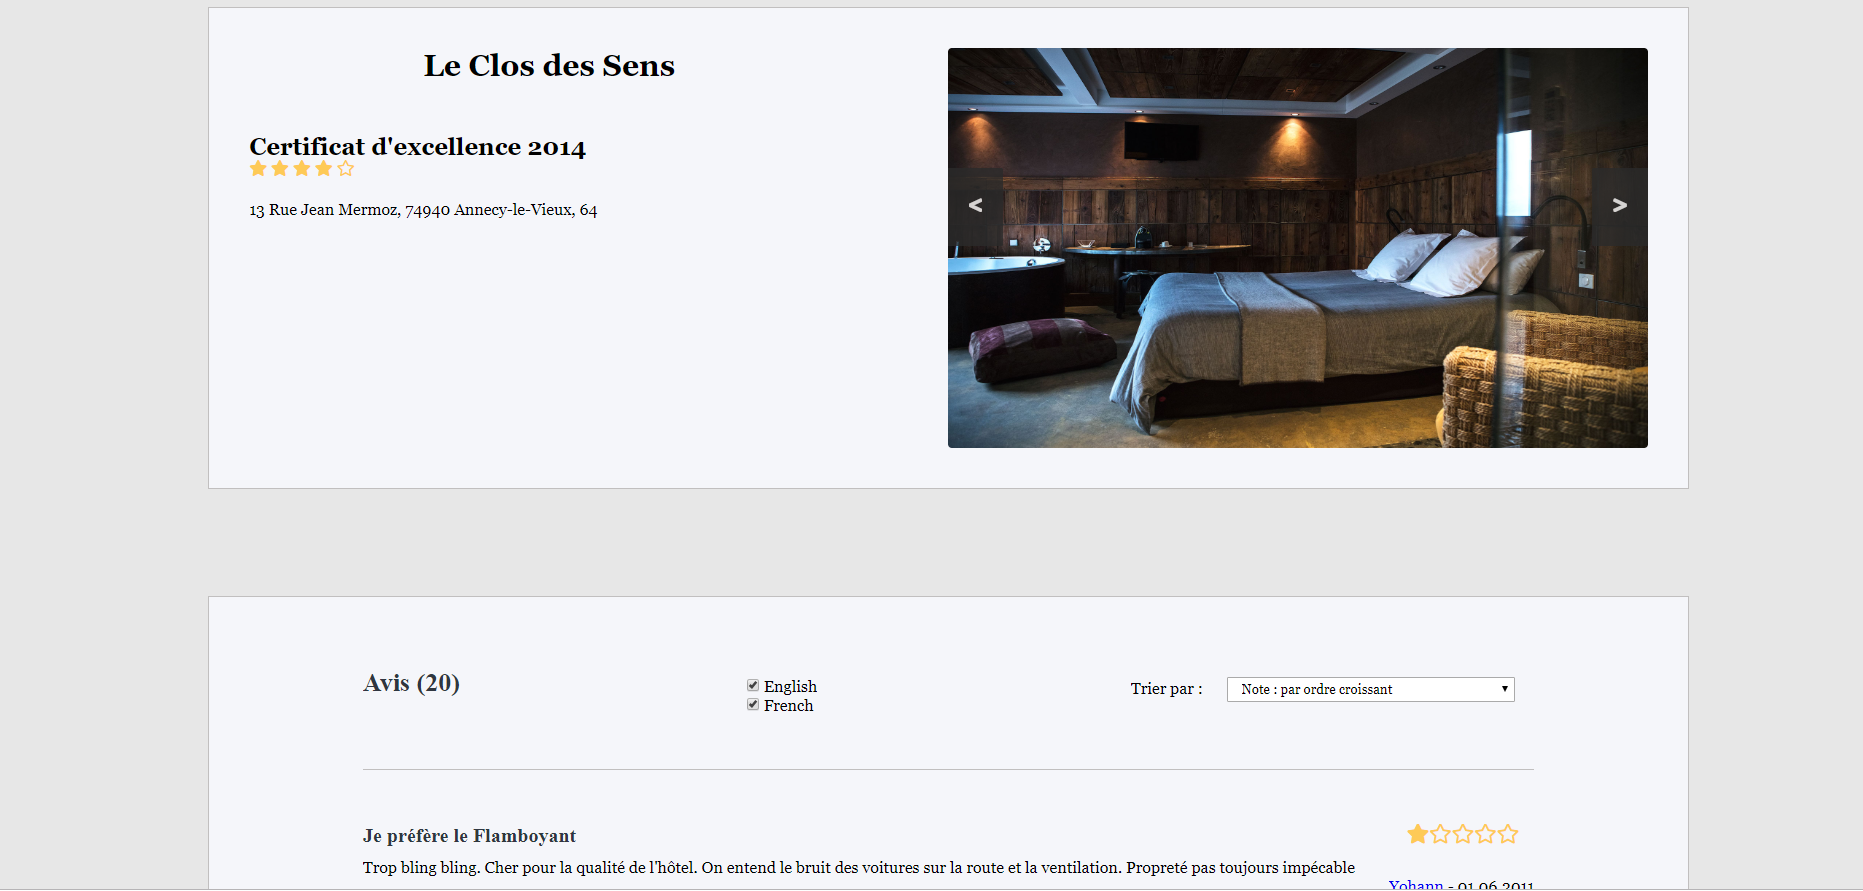 Le Clos des Sens
Certificat d'excellence 2014
13 Rue Jean Mermoz, 74940 Annecy-le-Vieux, 64
<
>
Avis (20)
English
French
Trier par :
Note : par ordre croissant
Je préfère le Flamboyant
Trop bling bling. Cher pour la qualité de l'hôtel. On entend le bruit des voitures sur la route et la ventilation. Propreté pas toujours impécable
Yohann - 01.06.2011